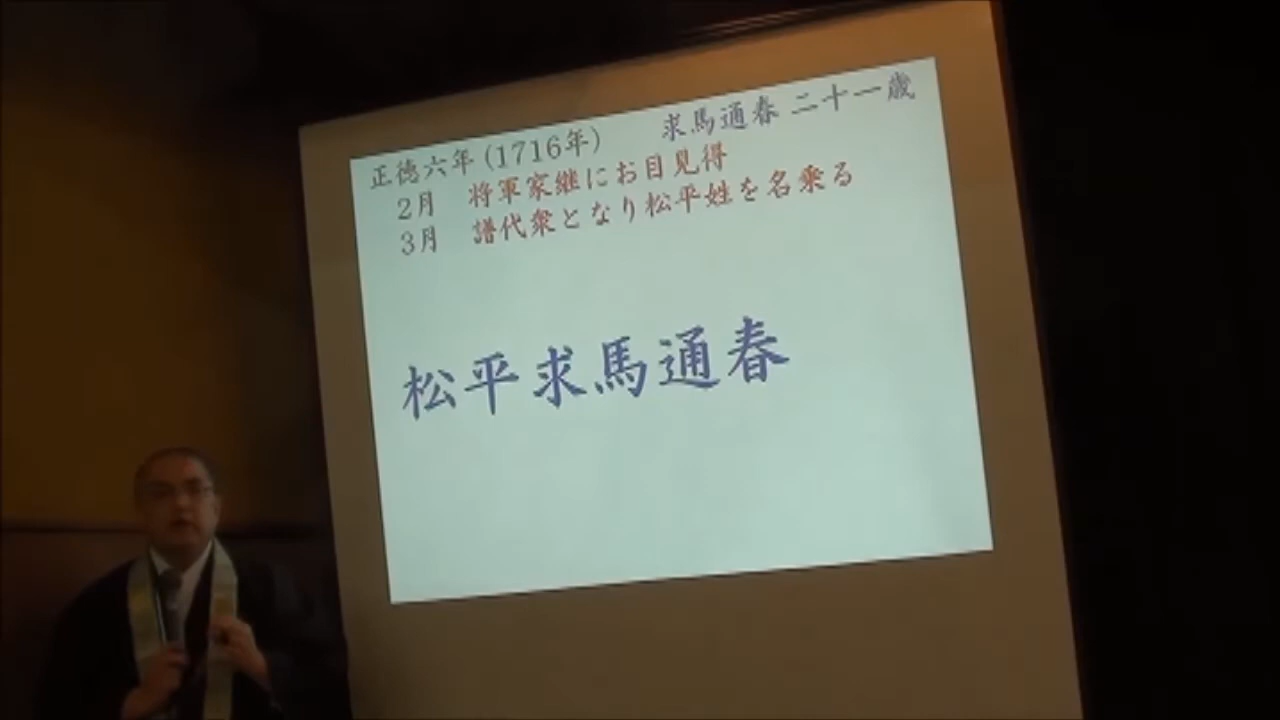 正徳六年(1716年) 求馬通春 二十一歳
2月 将軍家継にお目見得
3月 譜代衆となり松平姓を名乗る
松平求馬通春